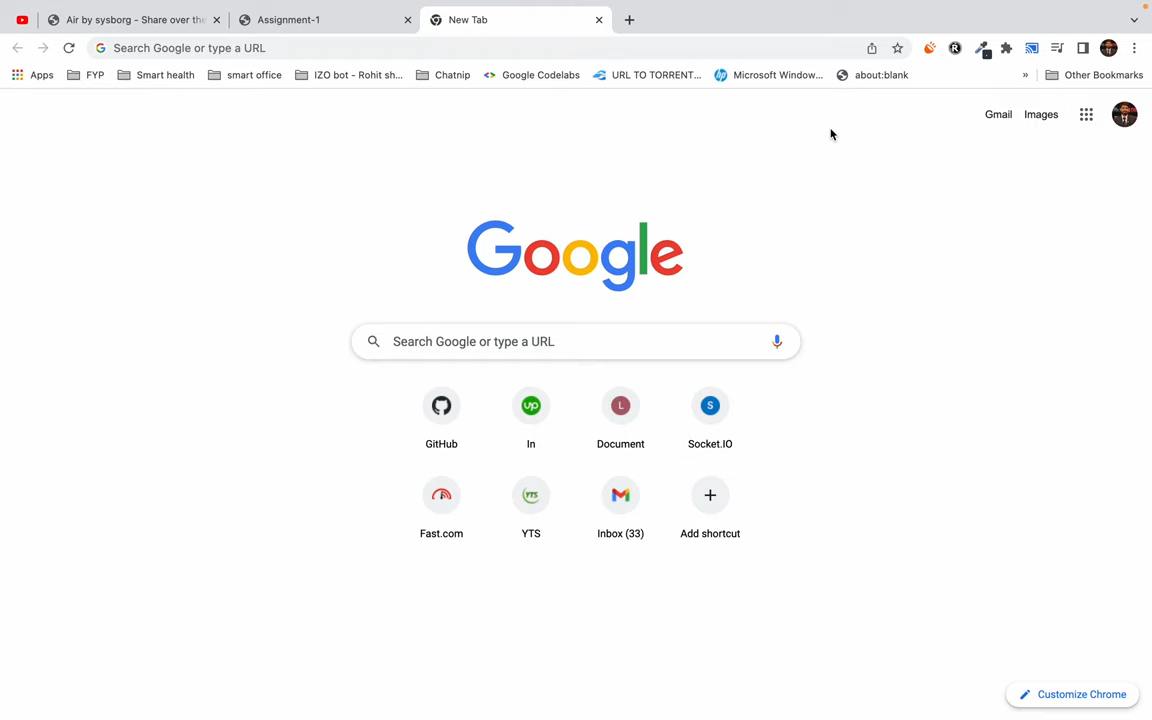 Air by sysborg - Share over the
Assignment-1
New Tab
Search Google or type a URL
Apps
FYP
Smart health
smart office
IZO bot - Rohit sh...
Chatnip
Google Codelabs
URL TO TORRENT...
Microsoft Window...
about:blank
»
Other Bookmarks
Gmail
Images
Google
Search Google or type a URL
GitHub
In
Document
Socket.IO
Fast.com
YTS
Inbox (33)
Add shortcut
Customize Chrome